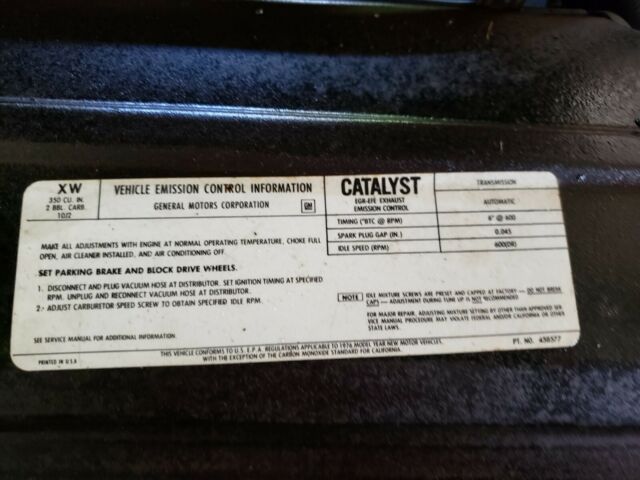 XW
350 CU. IN.
2 BBL. CARB.
10J2
VEHICLE EMISSION CONTROL INFORMATION
GENERAL MOTORS CORPORATION
GM
CATALYST
EGR-EFE EXHAUST
EMISSION CONTROL
TRANSMISSION
AUTOMATIC
TIMING (°BTC @ RPM) 6° @ 600
SPARK PLUG GAP (IN.) 0.045
IDLE SPEED (RPM) 600(DR)
MAKE ALL ADJUSTMENTS WITH ENGINE AT NORMAL OPERATING TEMPERATURE, CHOKE FULL
OPEN, AIR CLEANER INSTALLED, AND AIR CONDITIONING OFF.
SET PARKING BRAKE AND BLOCK DRIVE WHEELS.
1. DISCONNECT AND PLUG VACUUM HOSE AT DISTRIBUTOR. SET IGNITION TIMING AT SPECIFIED
RPM. UNPLUG AND RECONNECT VACUUM HOSE AT DISTRIBUTOR.
2- ADJUST CARBURETOR SPEED SCREW TO OBTAIN SPECIFIED IDLE RPM.
NOTE IDLE MIXTURE SCREWS ARE PRESET AND CAPPED AT FACTORY — DO NOT BREAK
CAPS — ADJUSTMENT DURING TUNE UP IS NOT RECOMMENDED
FOR MAJOR REPAIR, ADJUSTING MIXTURE SETTING BY OTHER THAN APPROVED SER
VICE MANUAL PROCEDURE MAY VIOLATE FEDERAL AND/OR CALIFORNIA OR OTHER
STATE LAWS.
SEE SERVICE MANUAL FOR ADDITIONAL INFORMATION.
PT. NO. 458577
PRINTED IN U.S.A
THIS VEHICLE CONFORMS TO U.S. E.P.A. REGULATIONS APPLICABLE TO 1976 MODEL YEAR NEW MOTOR VEHICLES.
WITH THE EXCEPTION OF THE CARBON MONOXIDE STANDARD FOR CALIFORNIA.